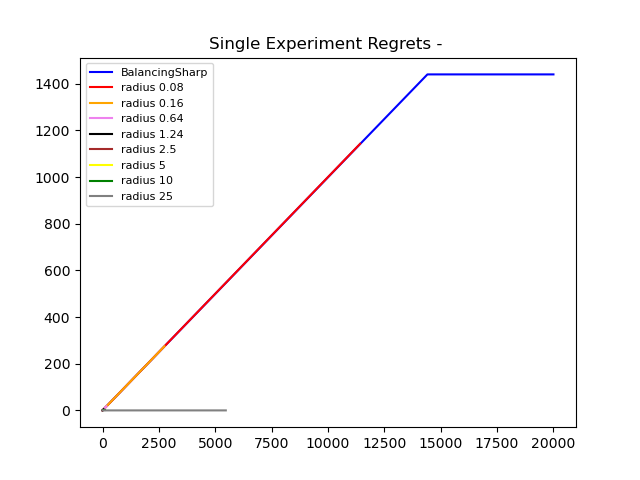 Single Experiment Regrets -
BalancingSharp
radius 0.08
radius 0.16
radius 0.64
radius 1.24
radius 2.5
radius 5
radius 10
radius 25
1400
1200
1000
800
600
400
200
0
0 2500 5000 7500 10000 12500 15000 17500 20000